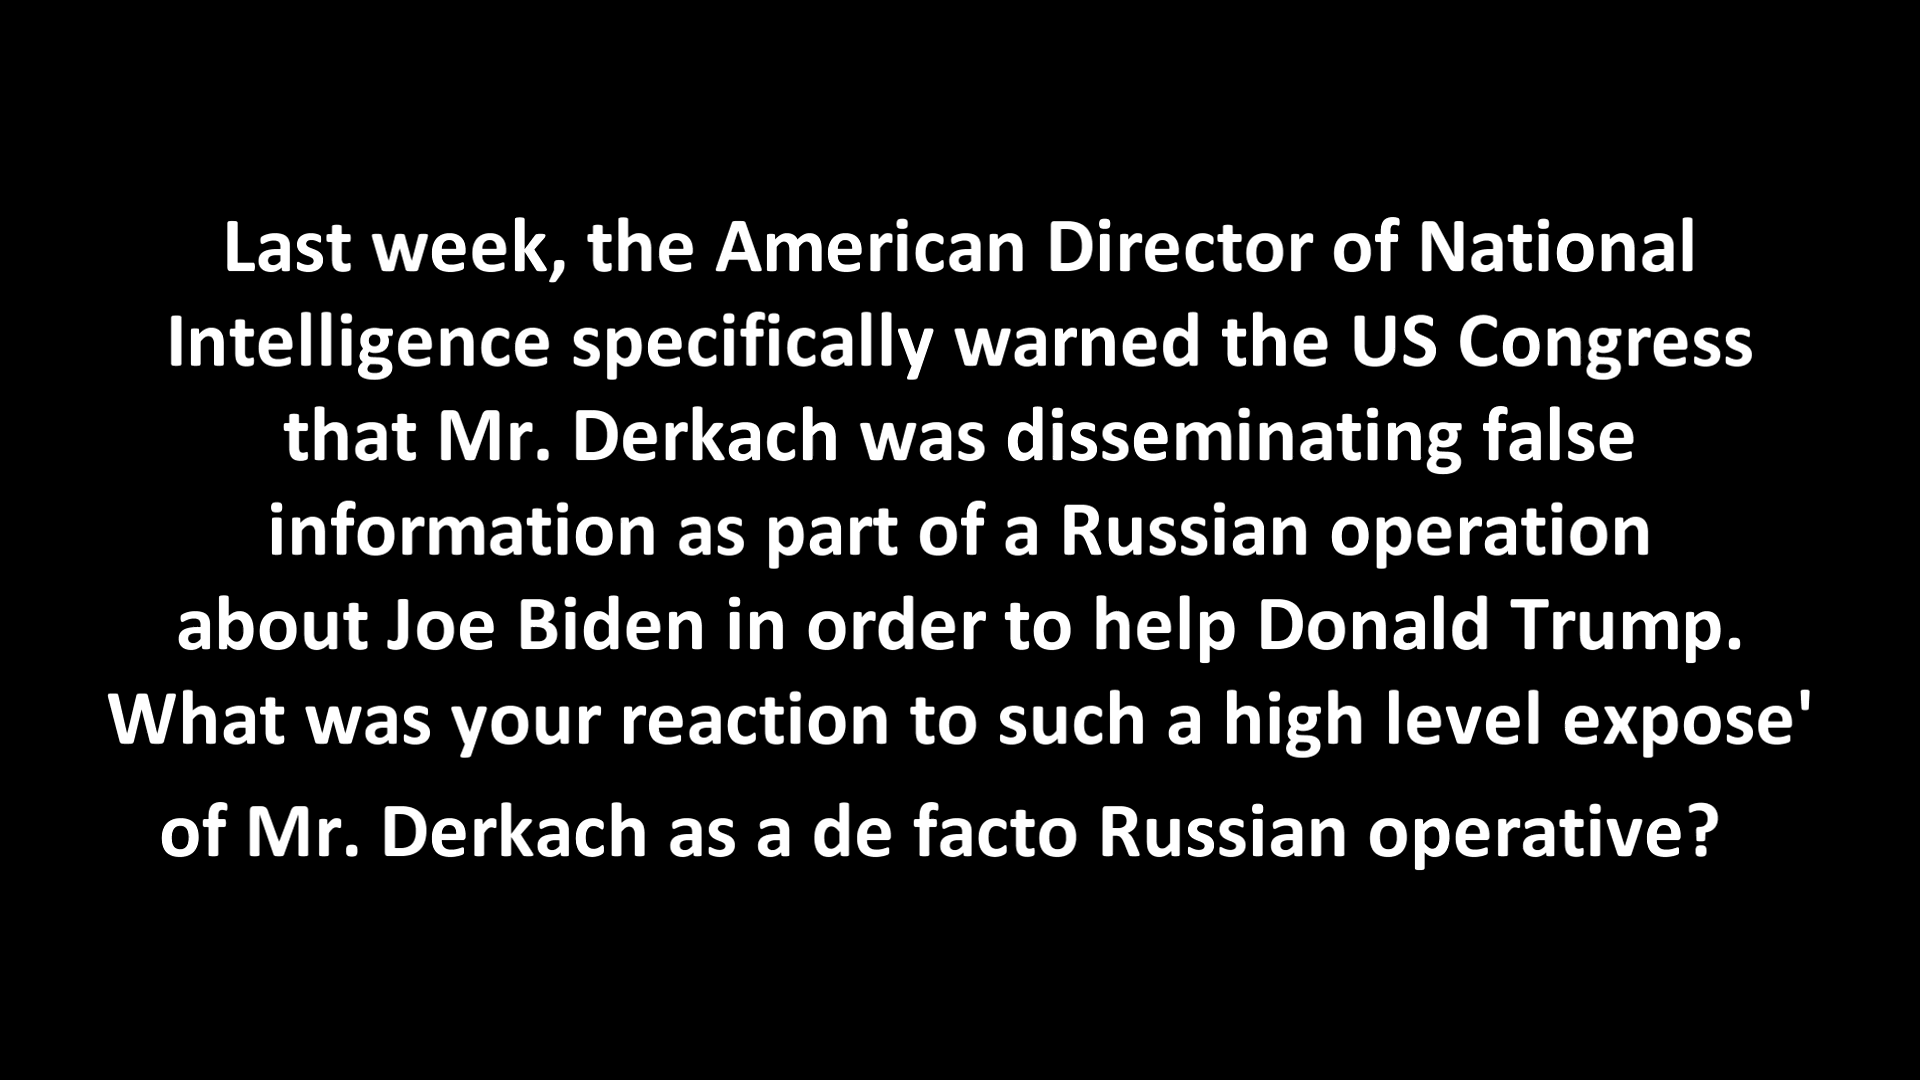 Last week, the American Director of National
Intelligence specifically warned the US Congress
that Mr. Derkach was disseminating false
information as part of a Russian operation
about Joe Biden in order to help Donald Trump.
What was your reaction to such a high level expose'
of Mr. Derkach as a de facto Russian operative?